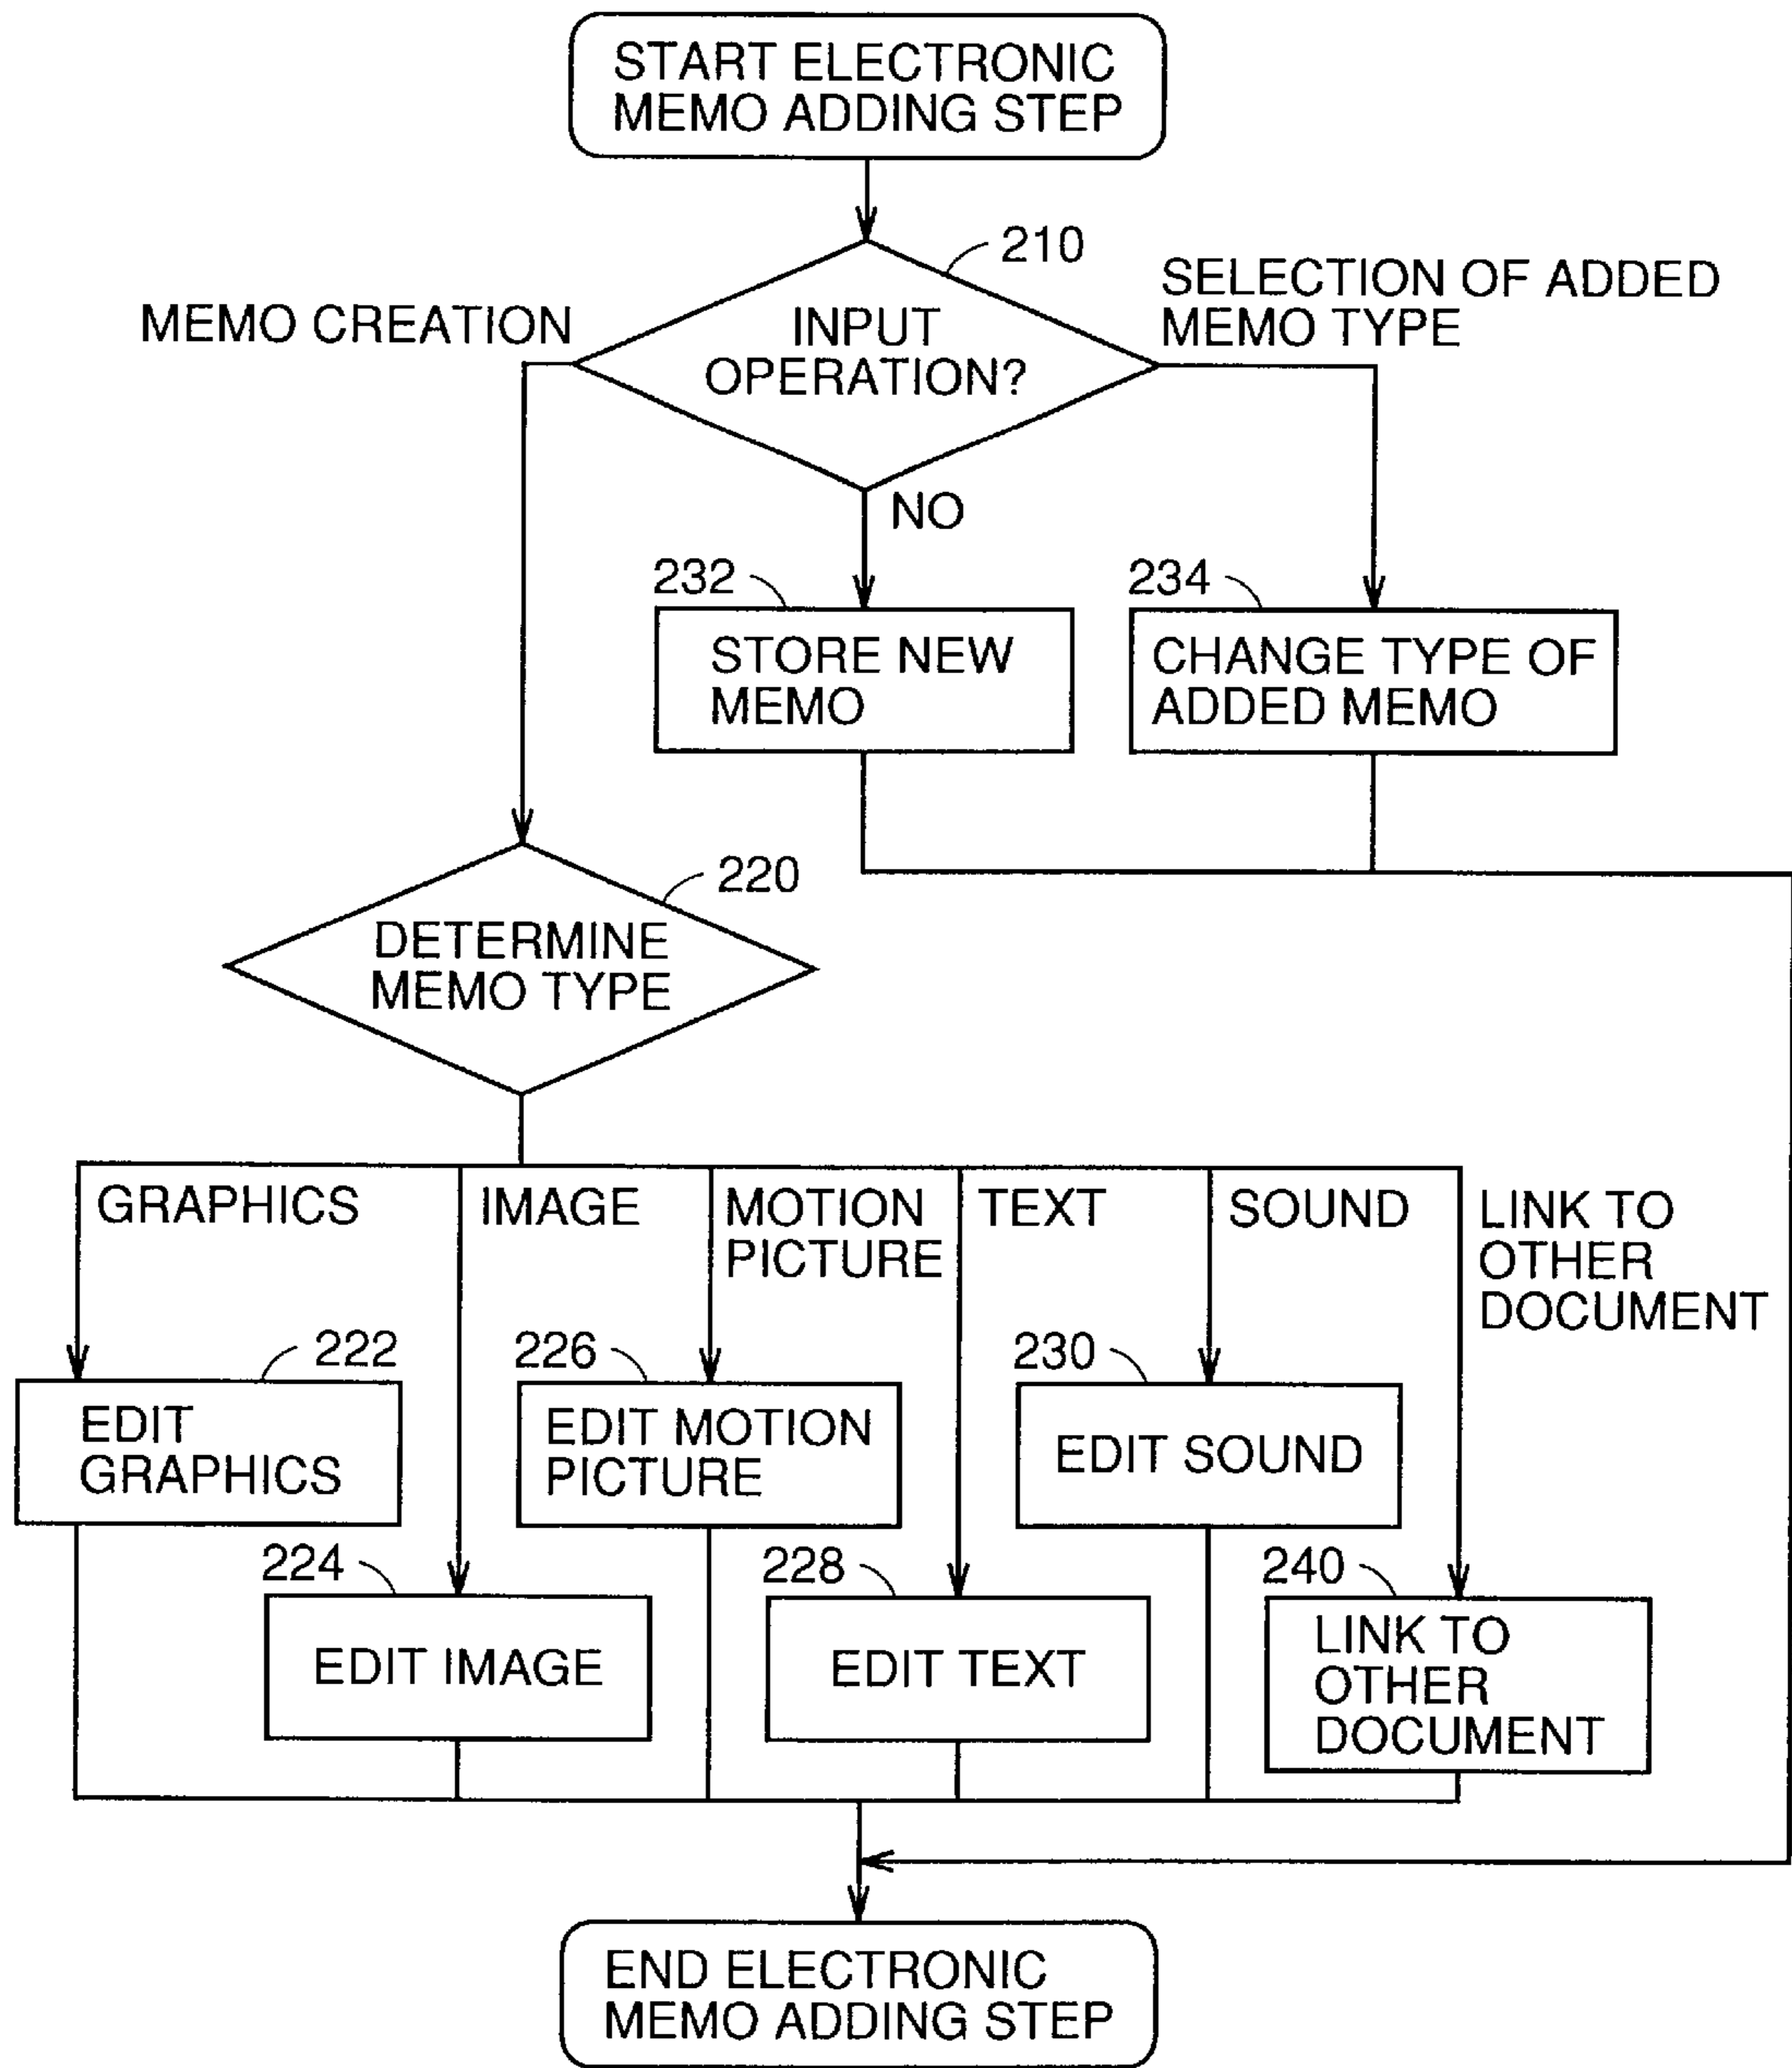 START ELECTRONIC
MEMO ADDING STEP
210
MEMO CREATION
INPUT
OPERATION?
SELECTION OF ADDED
MEMO TYPE
NO
232
STORE NEW
MEMO
234
CHANGE TYPE OF
ADDED MEMO
220
DETERMINE
MEMO TYPE
GRAPHICS
IMAGE
MOTION
PICTURE
TEXT
SOUND
LINK TO
OTHER
DOCUMENT
222
EDIT
GRAPHICS
226
EDIT MOTION
PICTURE
230
EDIT SOUND
224
EDIT IMAGE
228
EDIT TEXT
240
LINK TO
OTHER
DOCUMENT
END ELECTRONIC
MEMO ADDING STEP